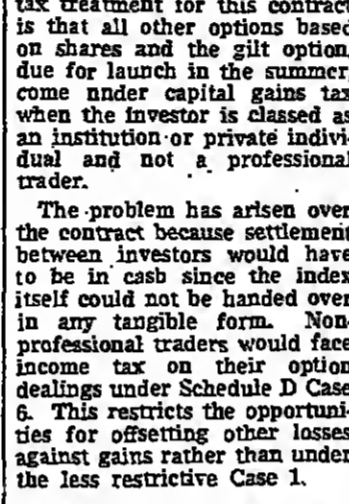 tax treatment for this contract
is that all other options based
on shares and the gilt option,
due for launch in the summer,
come nnder capital gains tax
when the investor is classed as
an institution or private indivi-
dual and not a professional
trader.
The problem has arisen over
the contract because settlement
between investors would have
to be in casb since the index
itself could not be handed over
in any tangible form. Non-
professional traders would face
income tax on their option
dealings under Schedule D Case
6. This restricts the opportuni-
ties for offsetting other losses
against gains rather than under
the less restrictive Case 1.